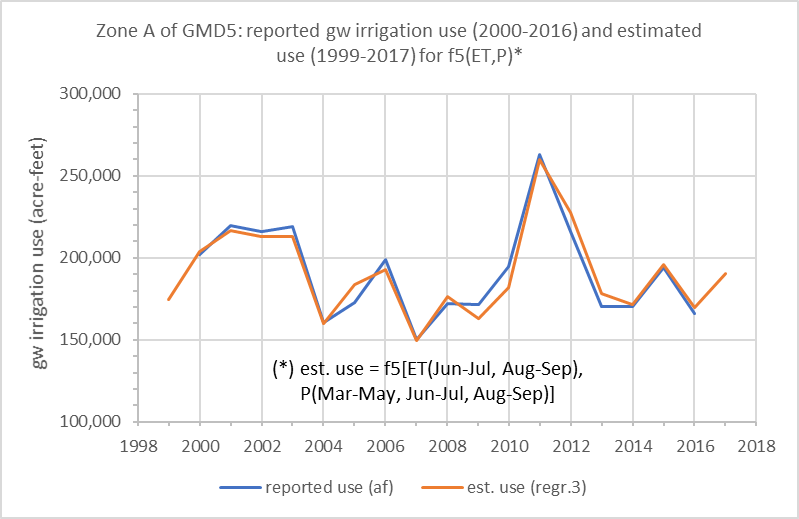 Zone A of GMD5: reported gw irrigation use (2000-2016) and estimated
use (1999-2017) for f5(ET,P)*
gw irrigation use (acre-feet)
300,000
250,000
200,000
150,000
100,000
(*) est. use = f5[ET(Jun-Jul, Aug-Sep),
P(Mar-May, Jun-Jul, Aug-Sep)]
1998 2000 2002 2004 2006 2008 2010 2012 2014 2016 2018
reported use (af) est. use (regr.3)